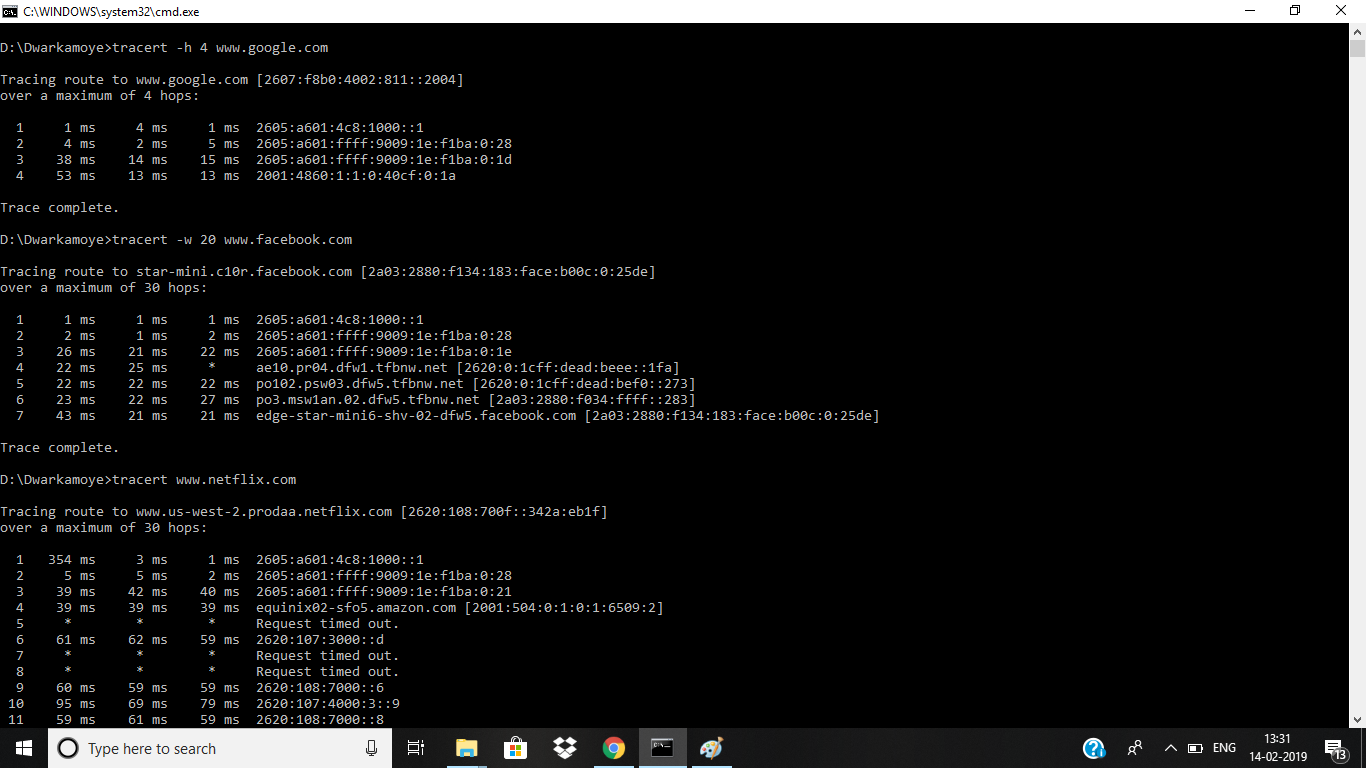 C:\WINDOWS\system32\cmd.exe
D:\Dwarkamoye>tracert -h 4 www.google.com
Tracing route to www.google.com [2607:f8b0:4002:811::2004]
over a maximum of 4 hops:
1 1 ms 4 ms 1 ms 2605:a601:4c8:1000::1
2 4 ms 2 ms 5 ms 2605:a601:ffff:9009:1e:f1ba:0:28
3 38 ms 14 ms 15 ms 2605:a601:ffff:9009:1e:f1ba:0:1d
4 53 ms 13 ms 13 ms 2001:4860:1:1:0:40cf:0:1a
Trace complete.
D:\Dwarkamoye>tracert -w 20 www.facebook.com
Tracing route to star-mini.c10r.facebook.com [2a03:2880:f134:183:face:b00c:0:25de]
over a maximum of 30 hops:
1 1 ms 1 ms 1 ms 2605:a601:4c8:1000::1
2 2 ms 1 ms 2 ms 2605:a601:ffff:9009:1e:f1ba:0:28
3 26 ms 21 ms 22 ms 2605:a601:ffff:9009:1e:f1ba:0:1e
4 22 ms 25 ms * ae10.pr04.dfw1.tfbnw.net [2620:0:1cff:dead:beee::1fa]
5 22 ms 22 ms 22 ms po102.psw03.dfw5.tfbnw.net [2620:0:1cff:dead:bef0::273]
6 23 ms 22 ms 27 ms po3.msw1an.02.dfw5.tfbnw.net [2a03:2880:f034:ffff::283]
7 43 ms 21 ms 21 ms edge-star-mini6-shv-02-dfw5.facebook.com [2a03:2880:f134:183:face:b00c:0:25de]
Trace complete.
D:\Dwarkamoye>tracert www.netflix.com
Tracing route to www.us-west-2.prodaa.netflix.com [2620:108:700f::342a:eb1f]
over a maximum of 30 hops:
1 354 ms 3 ms 1 ms 2605:a601:4c8:1000::1
2 5 ms 5 ms 2 ms 2605:a601:ffff:9009:1e:f1ba:0:28
3 39 ms 42 ms 40 ms 2605:a601:ffff:9009:1e:f1ba:0:21
4 39 ms 39 ms 39 ms equinix02-sfo5.amazon.com [2001:504:0:1:0:1:6509:2]
5 * * * Request timed out.
6 61 ms 62 ms 59 ms 2620:107:3000::d
7 * * * Request timed out.
8 * * * Request timed out.
9 60 ms 59 ms 59 ms 2620:108:7000::6
10 95 ms 69 ms 79 ms 2620:107:4000:3::9
11 59 ms 61 ms 59 ms 2620:108:7000::8
Type here to search
ENG
13:31
14-02-2019
13